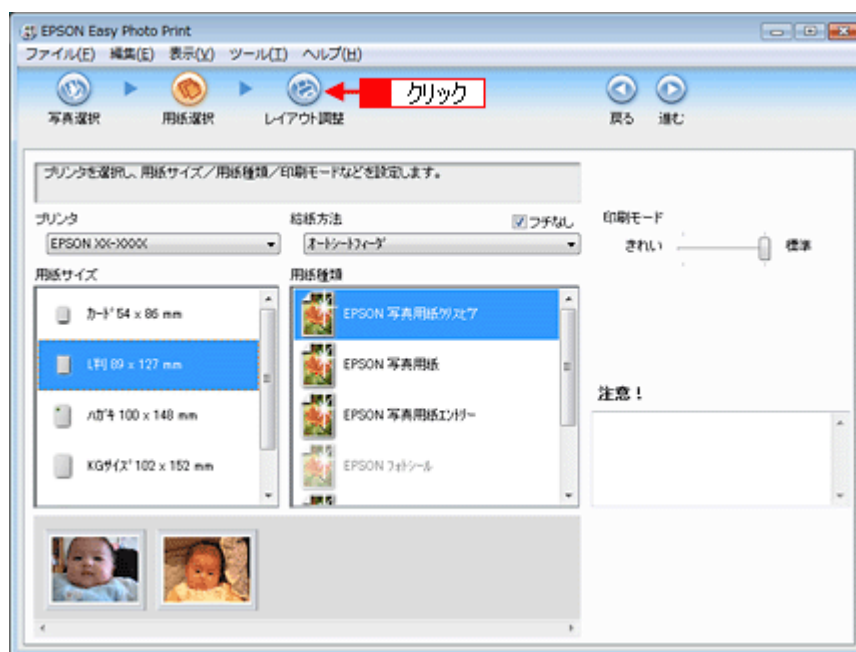 EPSON Easy Photo Print
ファイル(F) 編集(E) 表示(V) ツール(T) ヘルプ(H)
写真選択 用紙選択 レイアウト調整 クリック 戻る 進む
プリンタを選択し、用紙サイズ/用紙種類/印刷モードなどを設定します。
プリンタ 給紙方法 フチなし 印刷モード
EPSON XX-XXXX オートシートフィーダ きれい 標準
用紙サイズ 用紙種類
カード 54 x 86 mm EPSON 写真用紙クリスピア
L判 89 x 127 mm EPSON 写真用紙
注意!
ハガキ 100 x 148 mm EPSON 写真用紙エントリー
KGサイズ 102 x 152 mm EPSON フォトシール